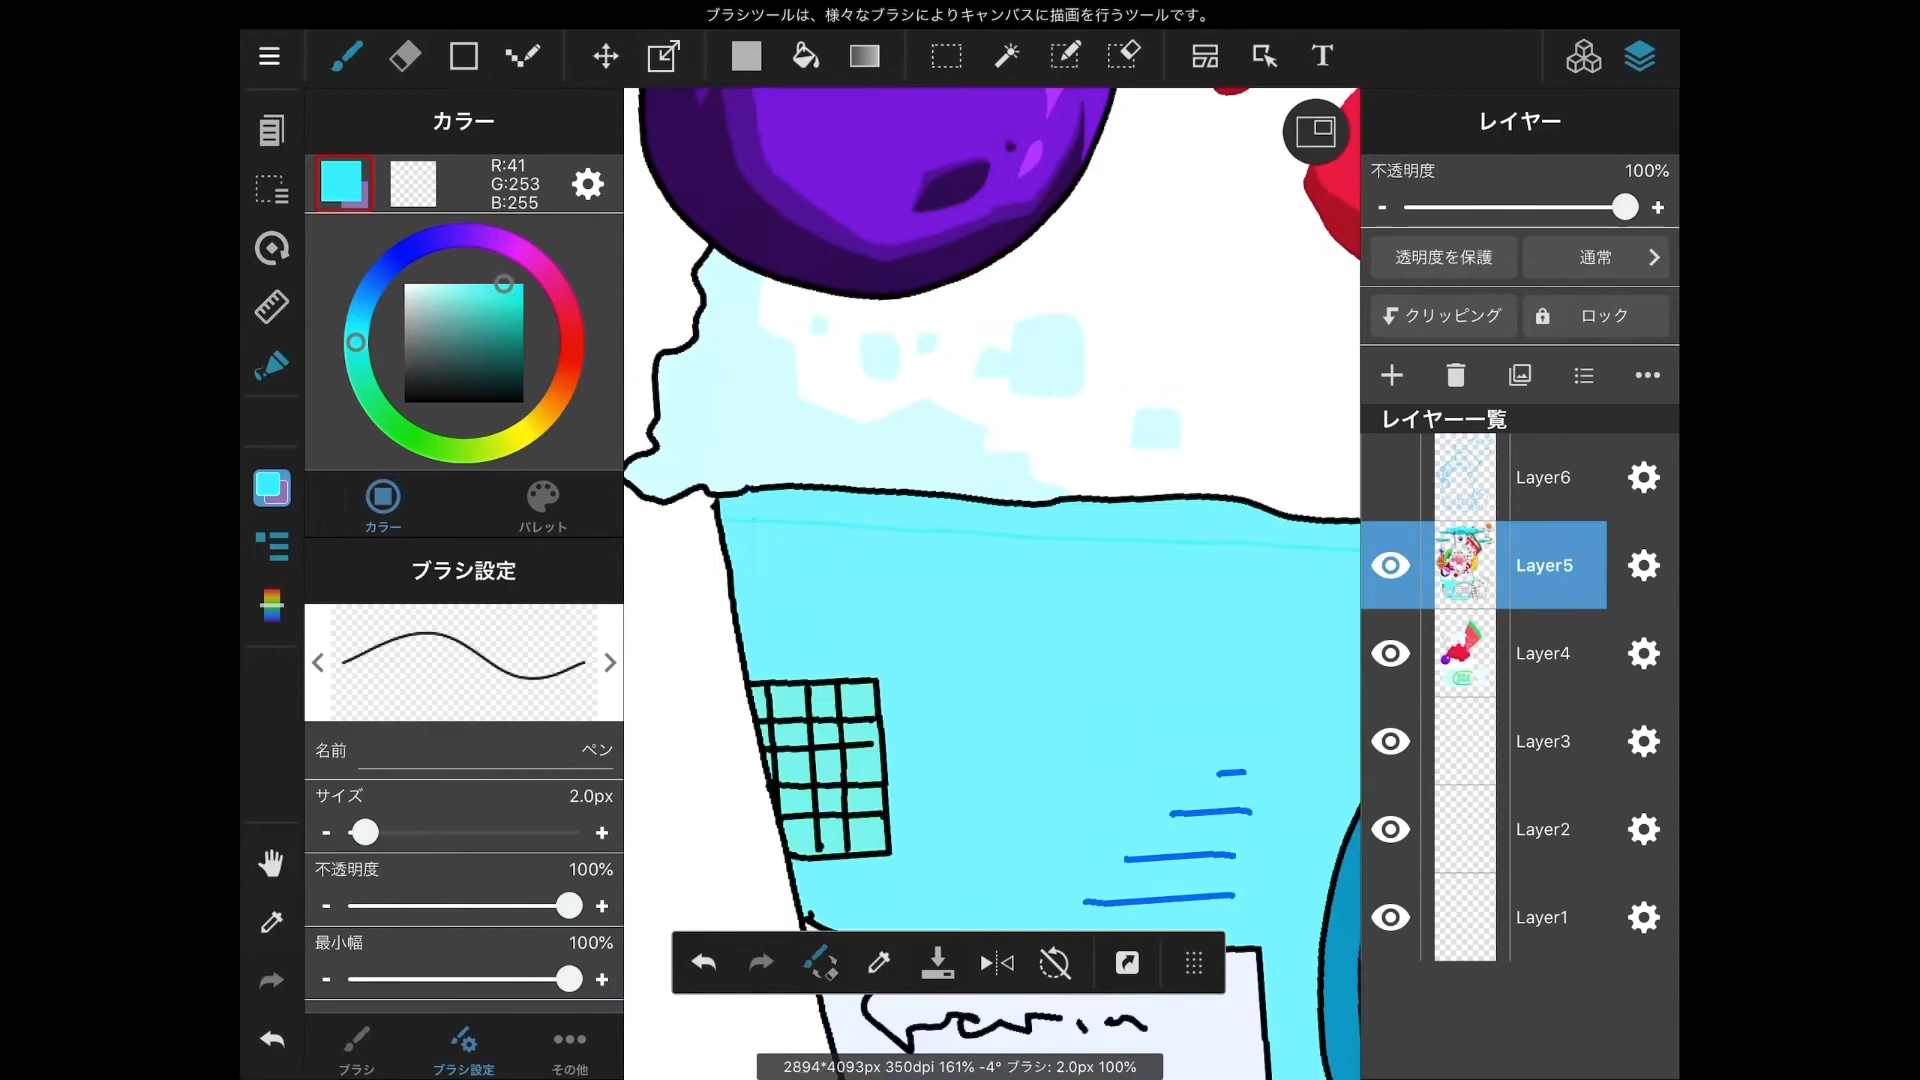 ブラシツールは、様々なブラシによりキャンバスに描画を行うツールです。
カラー
レイヤー
R:41
G:253
B:255
不透明度 100%
透明度を保護
通常
クリッピング
ロック
レイヤー一覧
Layer6
カラー
パレット
ブラシ設定
Layer5
Layer4
名前 ペン
Layer3
サイズ 2.0px
Layer2
不透明度 100%
Layer1
最小幅 100%
ブラシ
ブラシ設定
その他
2894*4093px 350dpi 161% -4° ブラシ: 2.0px 100%